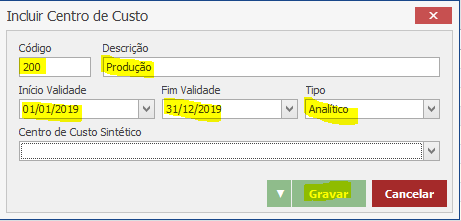 Incluir Centro de Custo
Código Descrição
200 Produção
Início Validade Fim Validade Tipo
01/01/2019 31/12/2019 Analítico
Centro de Custo Sintético
Gravar Cancelar